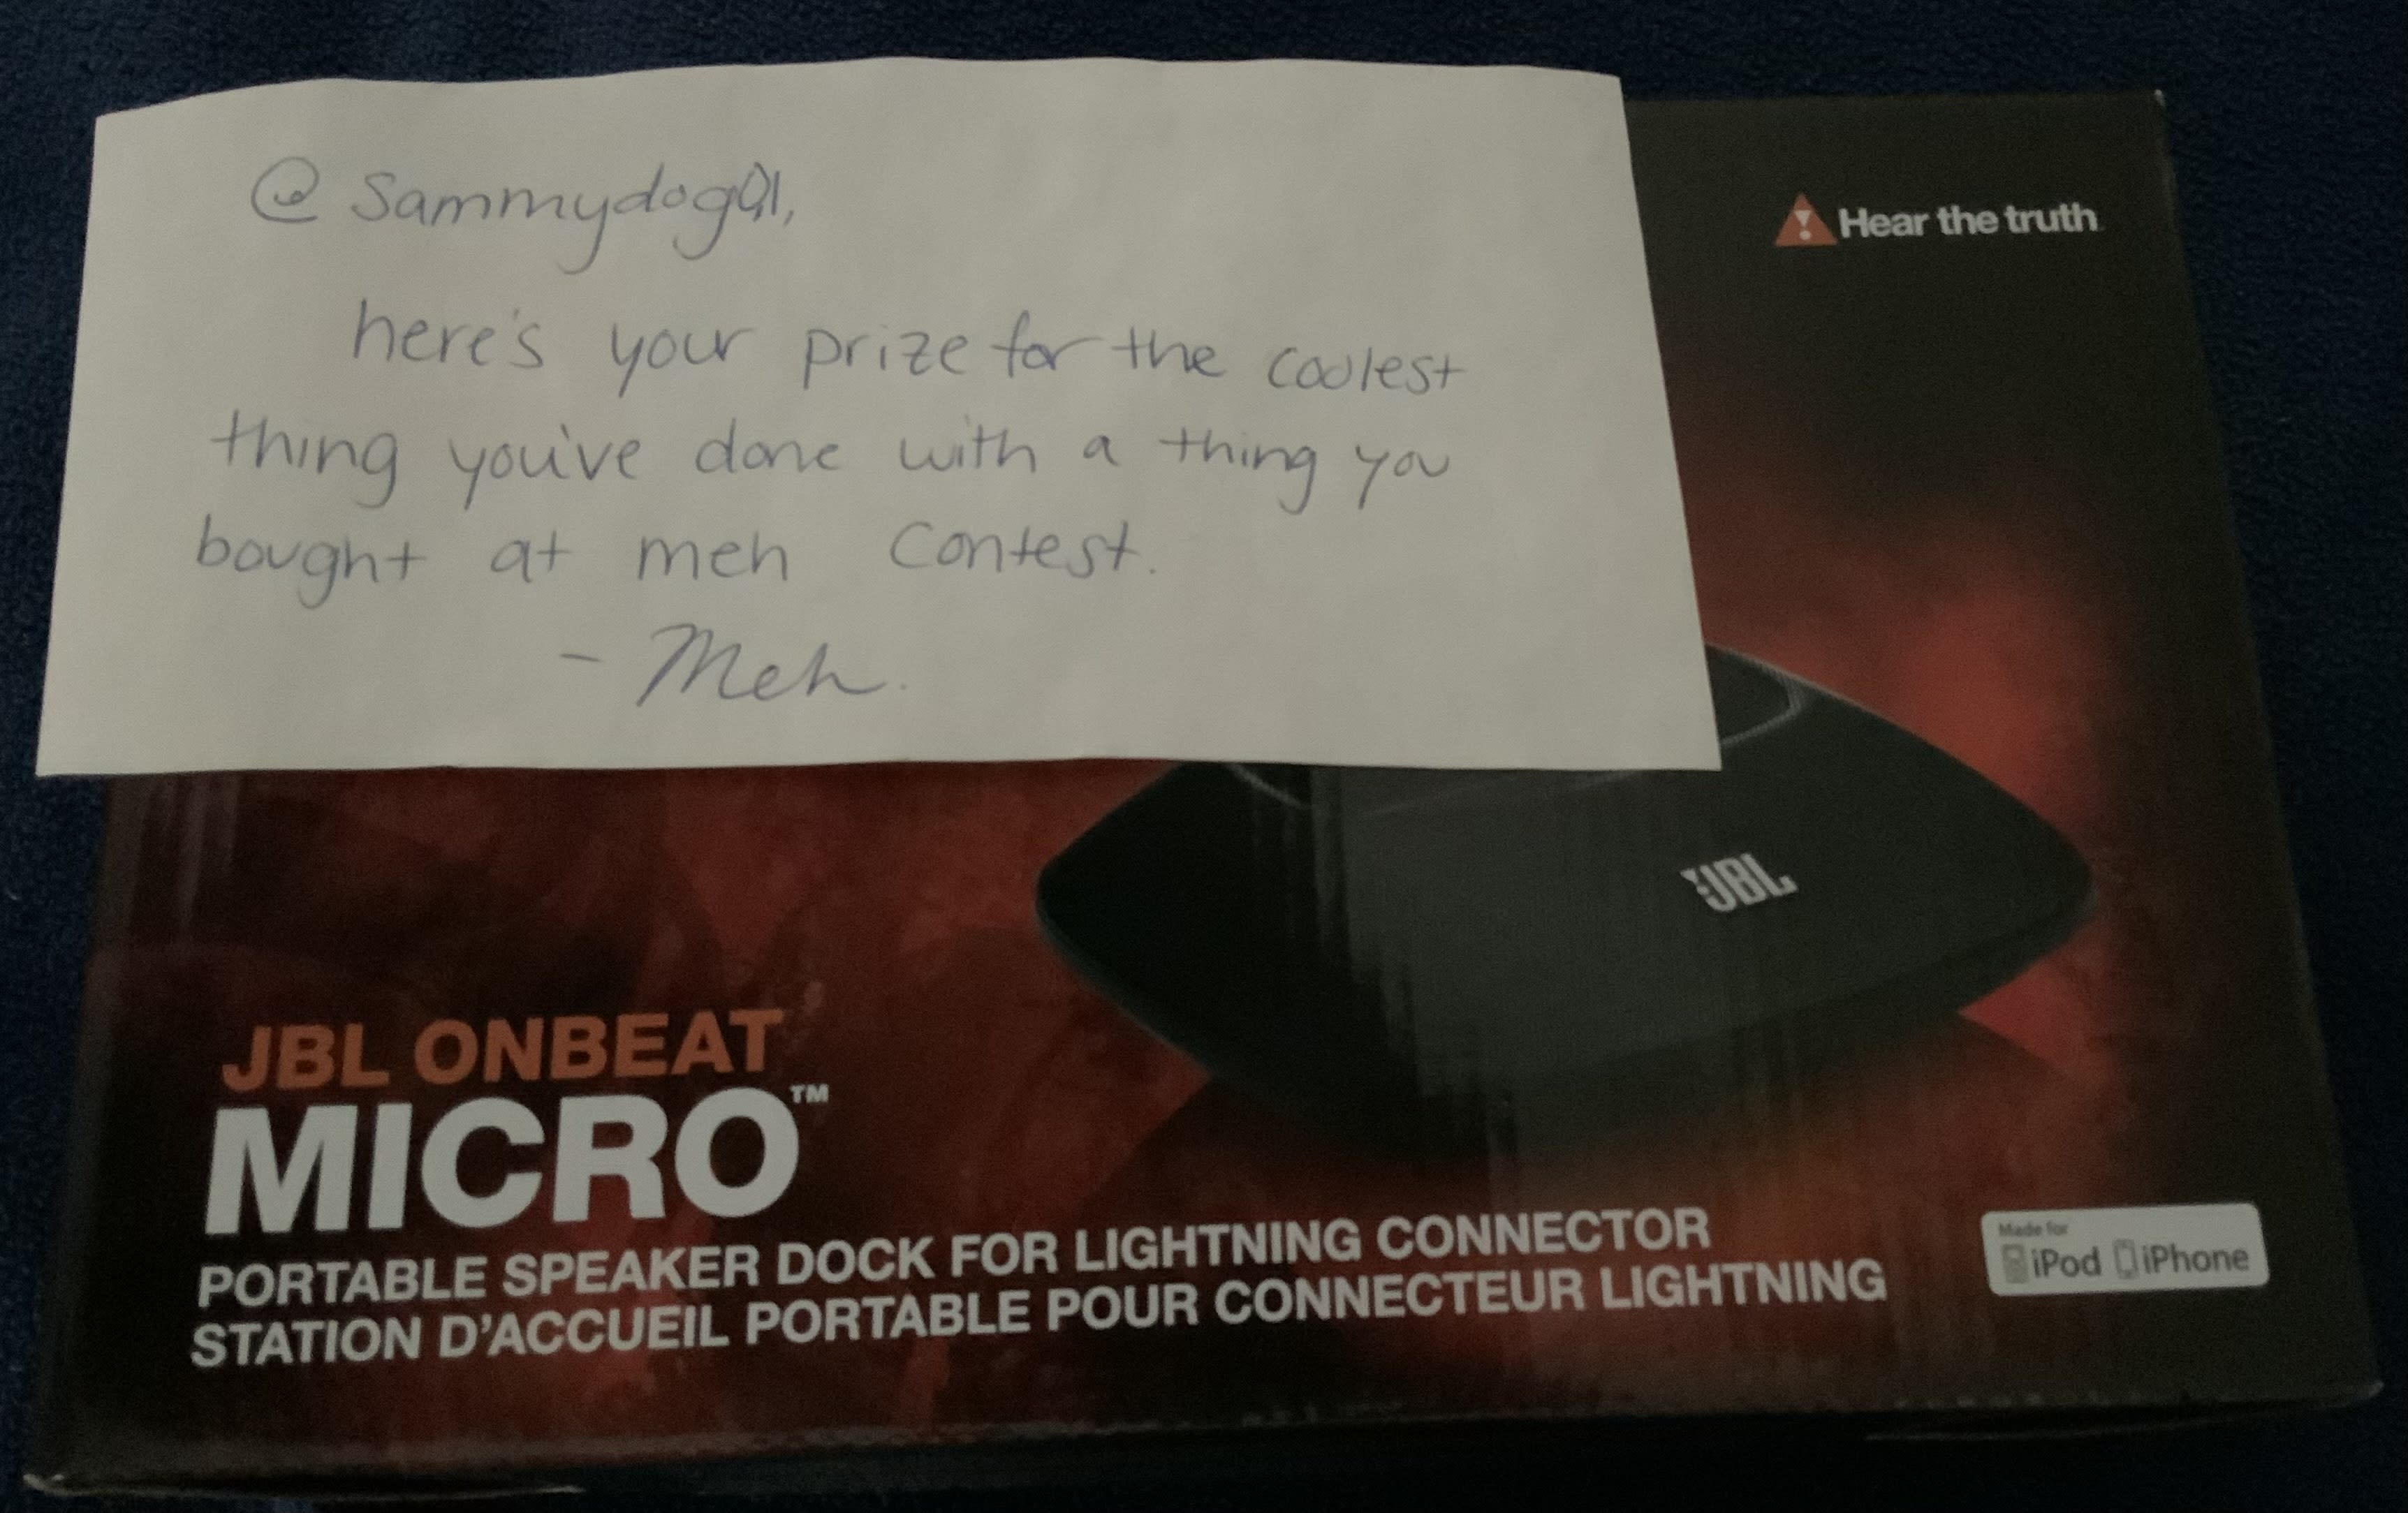 @Sammydog01,
here's your prize for the coolest
thing you've done with a thing you
bought at meh contest.
- Meh.
Hear the truth
JBL
JBL ONBEAT
MICRO™
PORTABLE SPEAKER DOCK FOR LIGHTNING CONNECTOR
STATION D'ACCUEIL PORTABLE POUR CONNECTEUR LIGHTNING
Made for
iPod iPhone